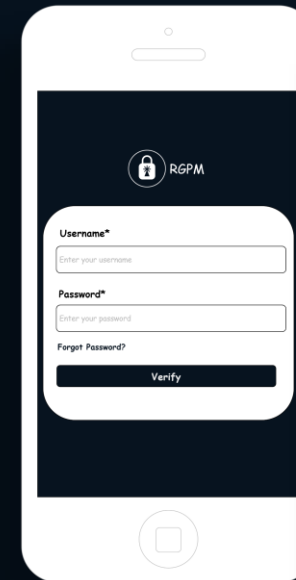 RGPM
Username*
Enter your username
Password*
Enter your password
Forgot Password?
Verify